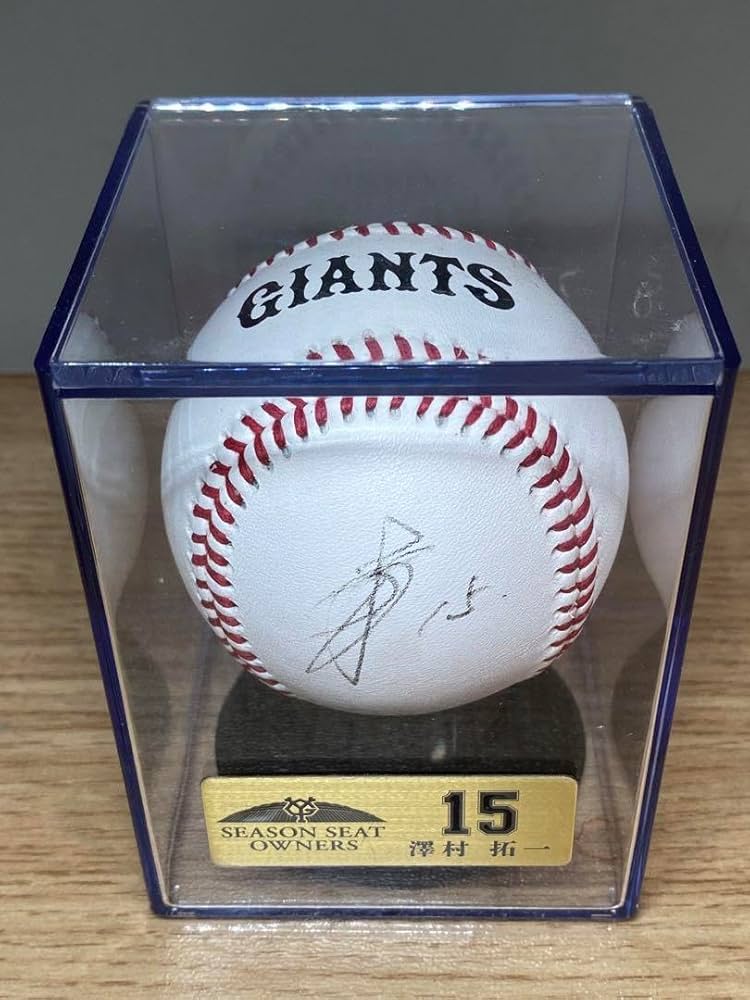 GIANTS
15
SEASON SEAT
OWNERS
15
澤村 拓一